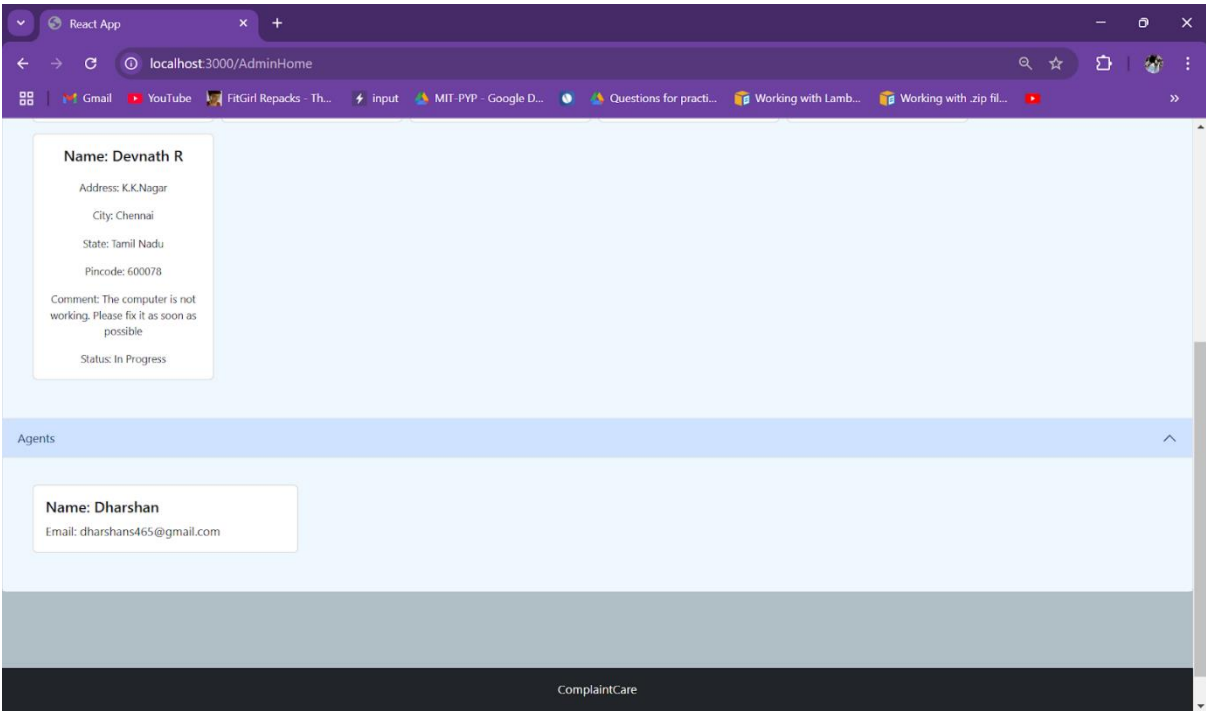 React App
localhost:3000/AdminHome
Gmail YouTube FitGirl Repacks - Th... input MIT-PYP - Google D... Questions for practi... Working with Lamb... Working with .zip fil... »
Name: Devnath R
Address: K.K.Nagar
City: Chennai
State: Tamil Nadu
Pincode: 600078
Comment: The computer is not
working. Please fix it as soon as
possible
Status: In Progress
Agents
Name: Dharshan
Email: dharshans465@gmail.com
ComplaintCare